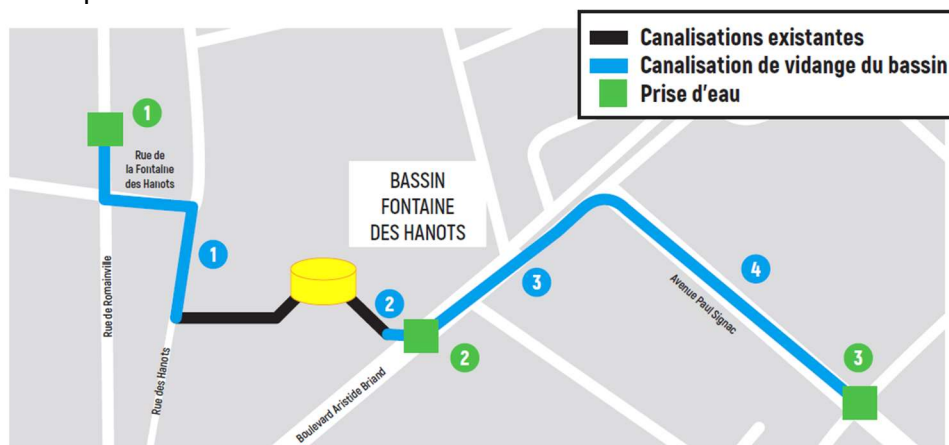 Canalisations existantes
Canalisation de vidange du bassin
Prise d'eau
1
Rue de
la Fontaine
des Hanots
BASSIN
FONTAINE
DES HANOTS
1
2
3
4
Rue de Romainville
Rue des Hanots
Avenue Paul Signac
2
3
Boulevard Aristide Briand